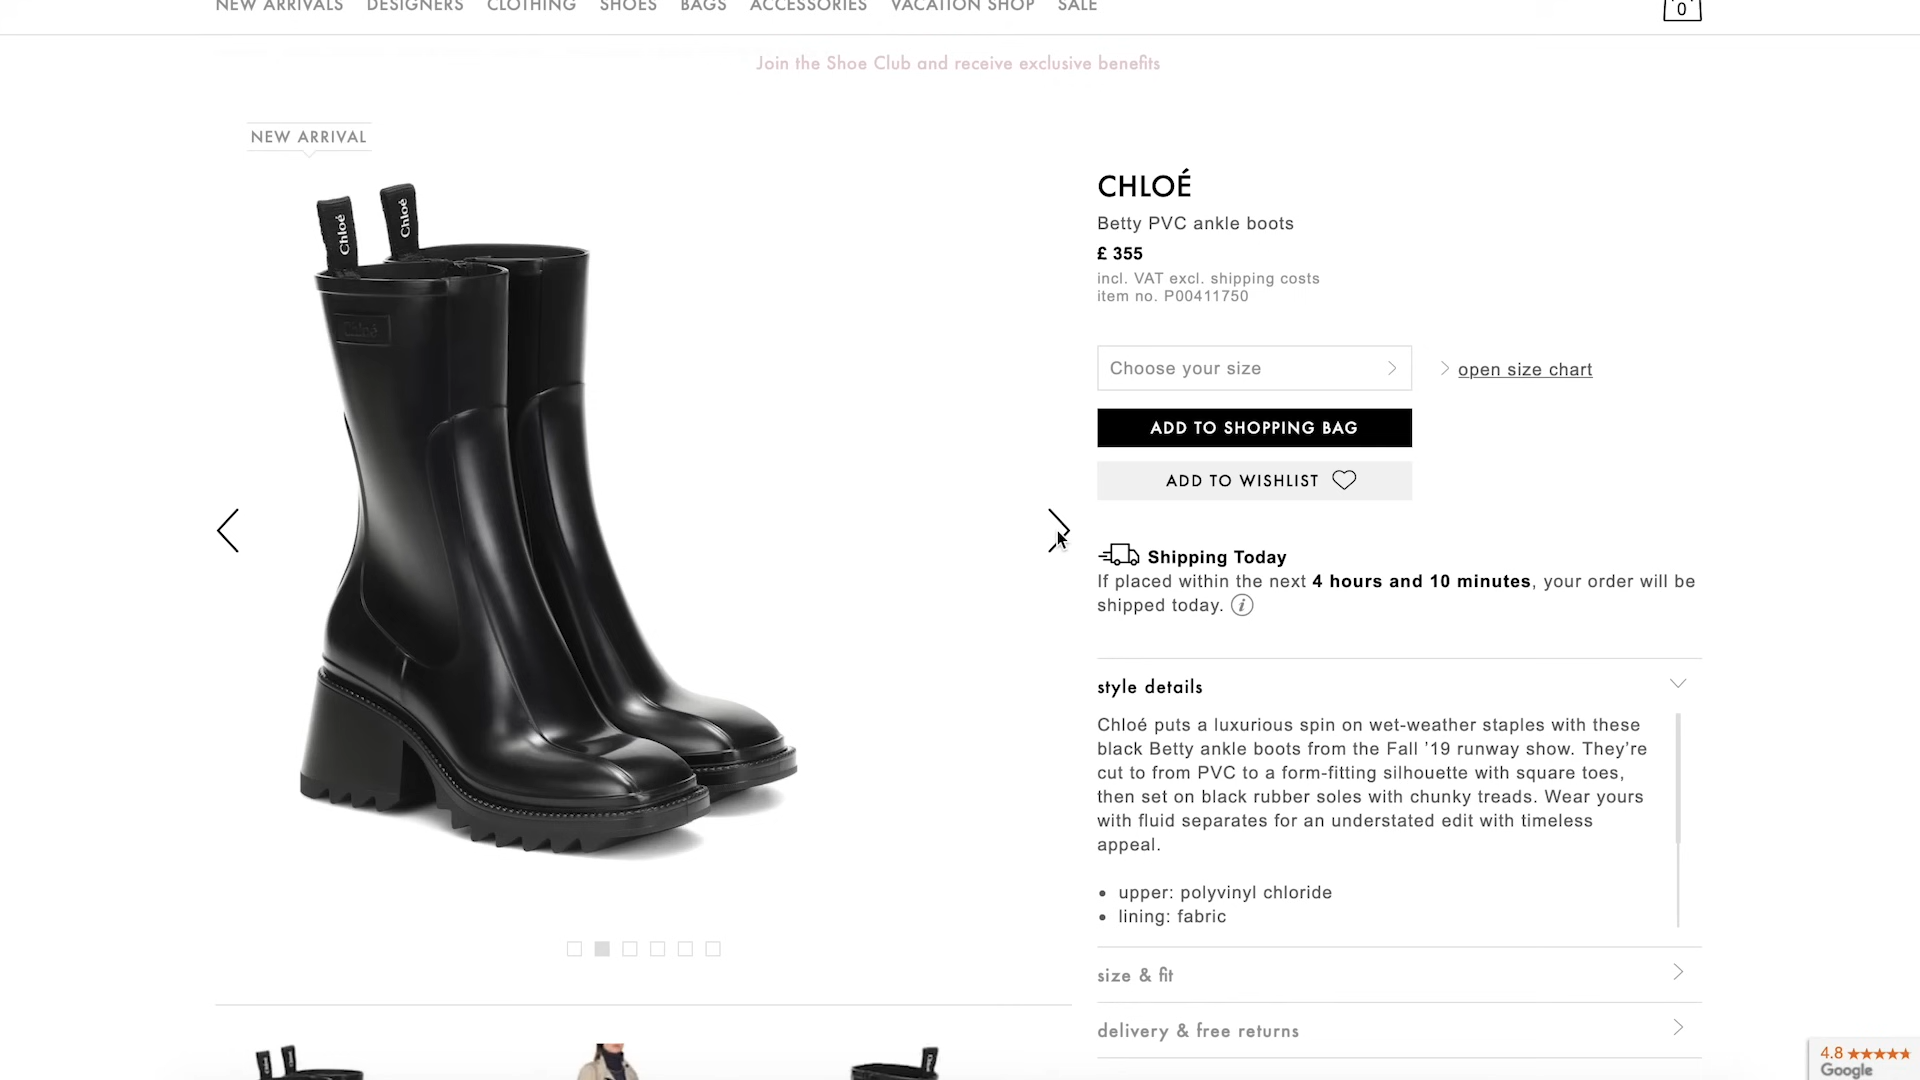 NEW ARRIVALS DESIGNERS CLOTHING SHOES BAGS ACCESSORIES VACATION SHOP SALE
0
Join the Shoe Club and receive exclusive benefits
NEW ARRIVAL
Chloé
Chloé
Chloé
CHLOÉ
Betty PVC ankle boots
£ 355
incl. VAT excl. shipping costs
item no. P00411750
Choose your size
open size chart
ADD TO SHOPPING BAG
ADD TO WISHLIST
Shipping Today
If placed within the next 4 hours and 10 minutes, your order will be
shipped today. i
style details
Chloé puts a luxurious spin on wet-weather staples with these
black Betty ankle boots from the Fall ’19 runway show. They’re
cut to from PVC to a form-fitting silhouette with square toes,
then set on black rubber soles with chunky treads. Wear yours
with fluid separates for an understated edit with timeless
appeal.
• upper: polyvinyl chloride
• lining: fabric
size & fit
delivery & free returns
4.8
Google